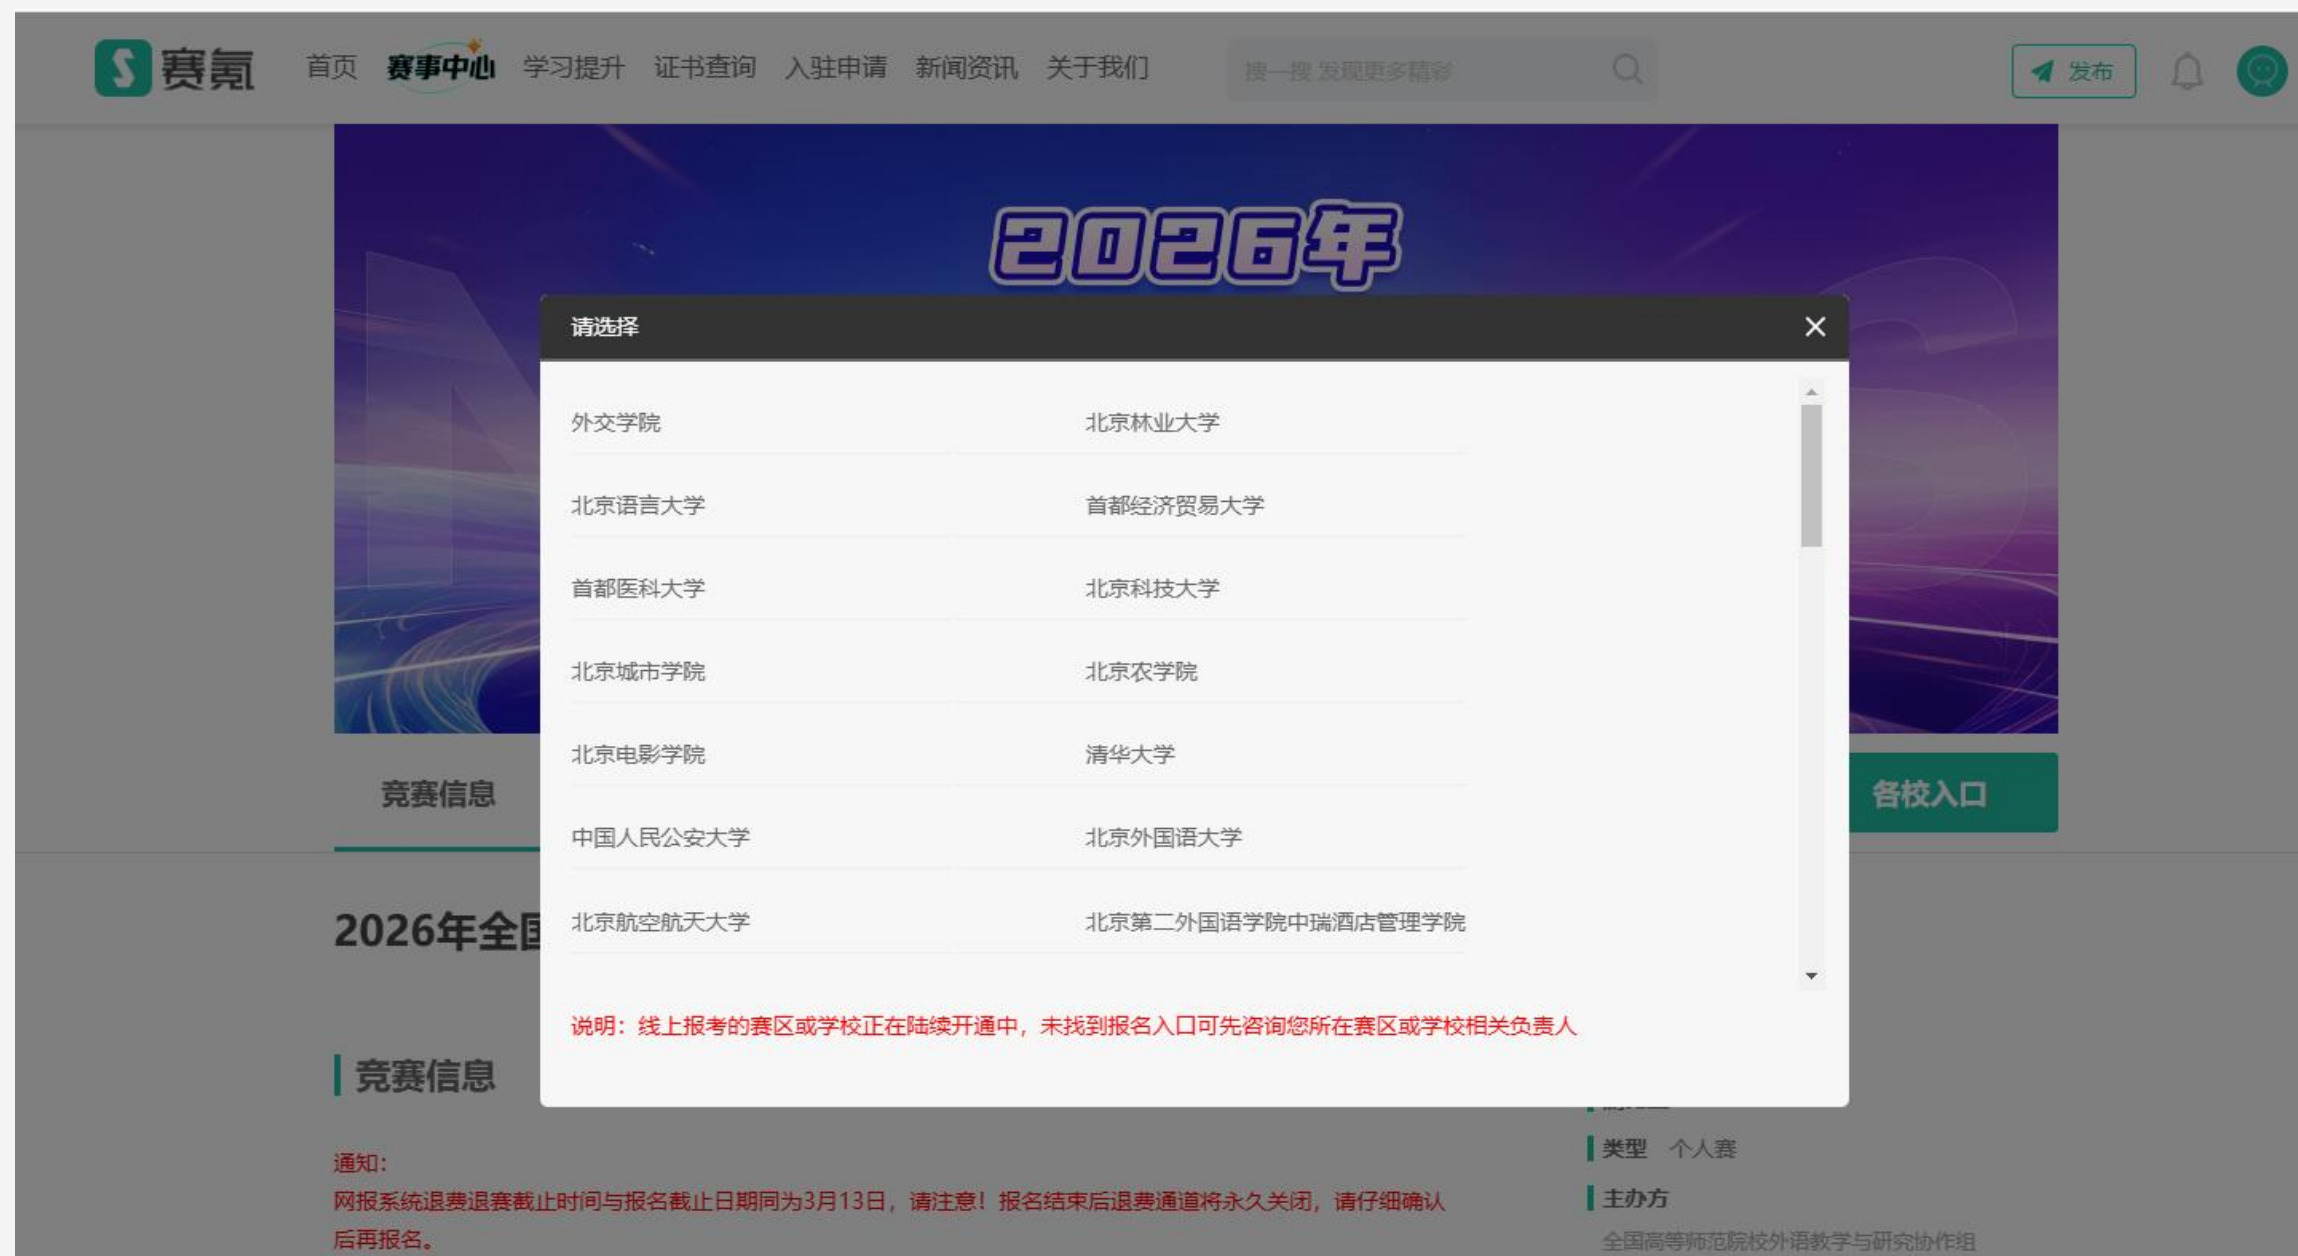 赛氪
首页 赛事中心 学习提升 证书查询 入驻申请 新闻资讯 关于我们 搜一搜 发现更多精彩 发布
2026年
请选择
外交学院 北京林业大学
北京语言大学 首都经济贸易大学
首都医科大学 北京科技大学
北京城市学院 北京农学院
北京电影学院 清华大学
中国人民公安大学 北京外国语大学
北京航空航天大学 北京第二外国语学院中瑞酒店管理学院
说明：线上报考的赛区或学校正在陆续开通中，未找到报名入口可先咨询您所在赛区或学校相关负责人
竞赛信息 各校入口
2026年全国
竞赛信息
通知：
网报系统退费退赛截止时间与报名截止日期同为3月13日，请注意！报名结束后退费通道将永久关闭，请仔细确认
后再报名。
类型 个人赛
主办方
全国高等师范院校外语教学与研究协作组